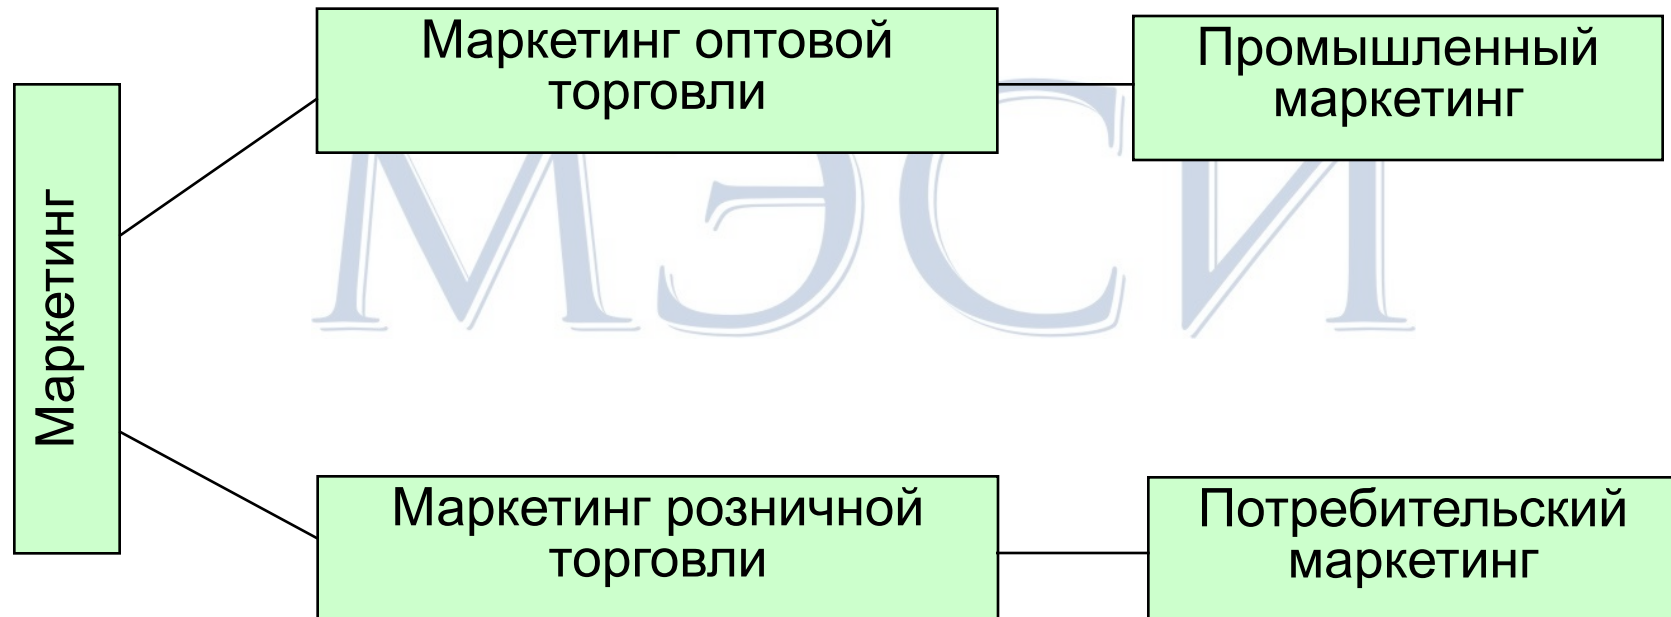 Маркетинг
Маркетинг оптовой
торговли
Промышленный
маркетинг
МЭСИ
Маркетинг розничной
торговли
Потребительский
маркетинг